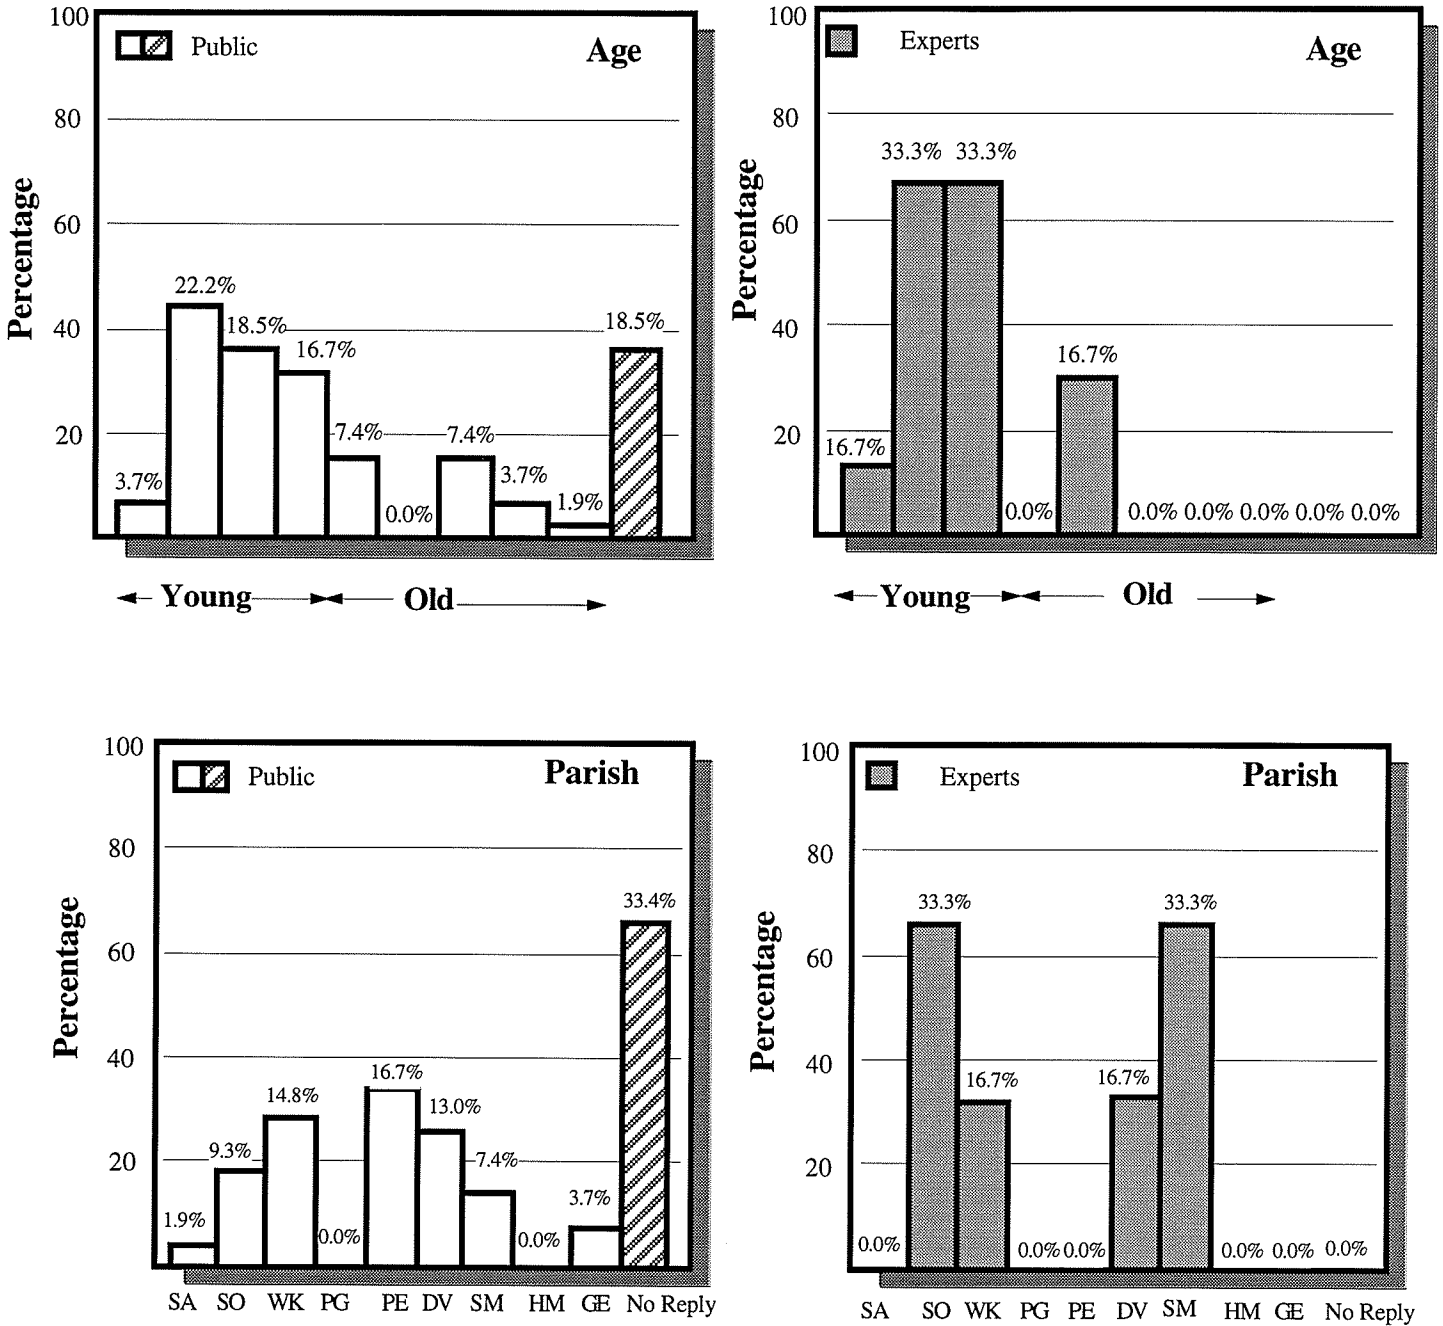 100
80
60
40
20
Percentage
Public
Age
3.7%
22.2%
18.5%
16.7%
7.4%
0.0%
7.4%
3.7%
1.9%
18.5%
Young
Old
100
80
60
40
20
Percentage
Experts
Age
16.7%
33.3%
33.3%
0.0%
16.7%
0.0% 0.0% 0.0% 0.0% 0.0%
Young
Old
100
80
60
40
20
Percentage
Public
Parish
1.9%
9.3%
14.8%
0.0%
16.7%
13.0%
7.4%
0.0%
3.7%
33.4%
SA SO WK PG PE DV SM HM GE No Reply
100
80
60
40
20
Percentage
Experts
Parish
0.0%
33.3%
16.7%
0.0% 0.0%
16.7%
33.3%
0.0% 0.0% 0.0%
SA SO WK PG PE DV SM HM GE No Reply